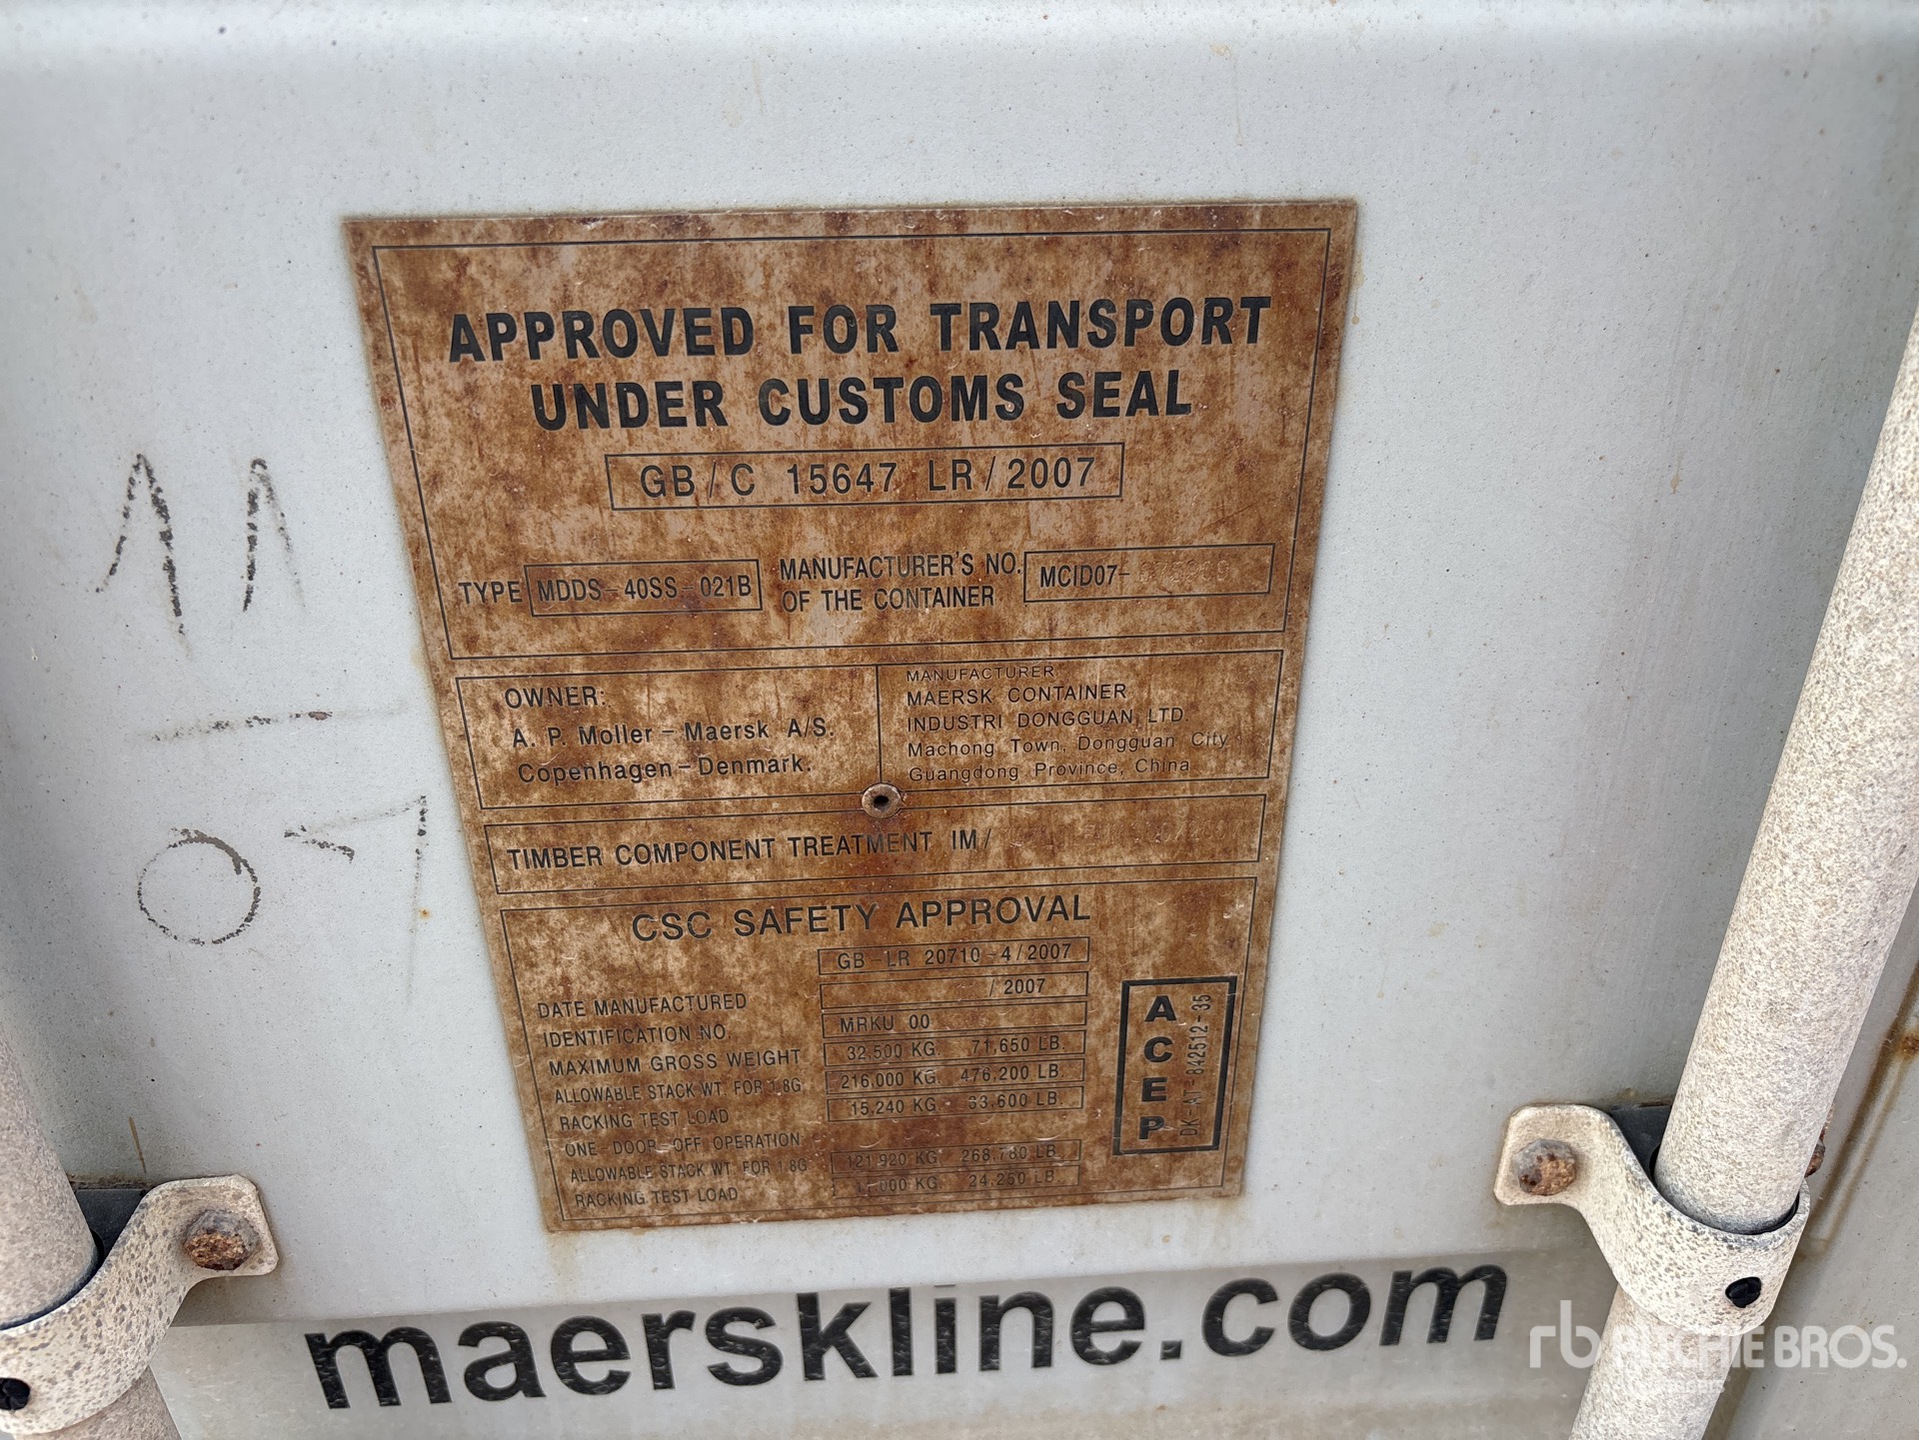 APPROVED FOR TRANSPORT
UNDER CUSTOMS SEAL
GB/C 15647 LR/2007
TYPE MDDS-40SS-021B MANUFACTURER'S NO. OF THE CONTAINER MCID07-
OWNER:
A. P. Moller-Maersk A/S.
Copenhagen-Denmark.
MANUFACTURER
MAERSK CONTAINER
INDUSTRI DONGGUAN, LTD.
Machong Town, Dongguan City
Guangdong Province, China
TIMBER COMPONENT TREATMENT IM/
CSC SAFETY APPROVAL
GB-LR 20710-4/2007
DATE MANUFACTURED /2007
IDENTIFICATION NO. MRKU 00
MAXIMUM GROSS WEIGHT 32,500 KG. 71,650 LB.
ALLOWABLE STACK WT. FOR 1.8G 216,000 KG. 476,200 LB.
RACKING TEST LOAD 15,240 KG. 33,600 LB.
ONE-DOOR-OFF OPERATION
ALLOWABLE STACK WT. FOR 1.8G 121,920 KG. 268,780 LB.
RACKING TEST LOAD KG. 24,250 LB.
ACEP
DK-AT-842512-35
11
07
maerskline.com
rb RITCHIE BROS.